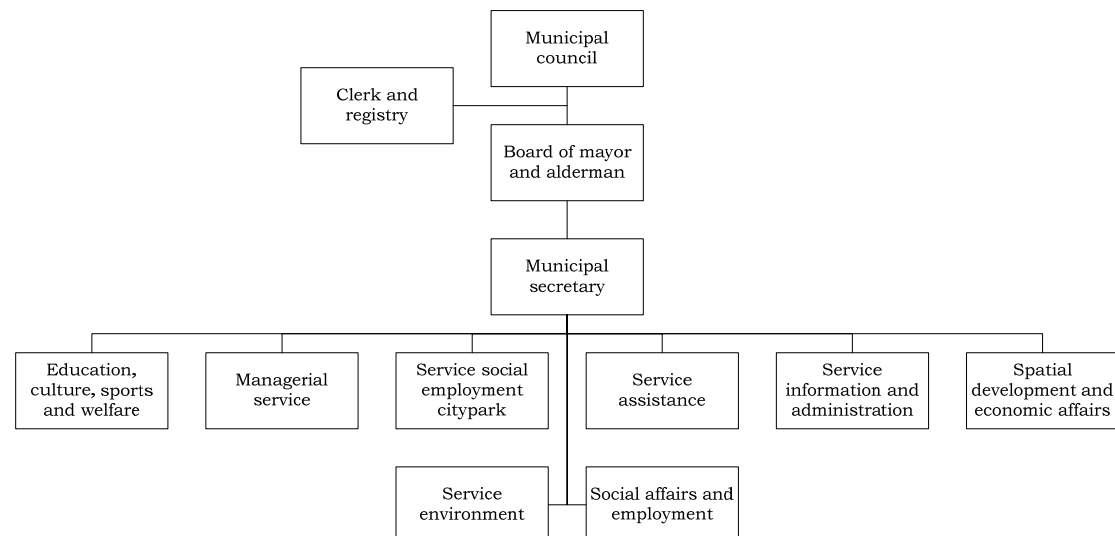 Municipal
council
Clerk and
registry
Board of mayor
and alderman
Municipal
secretary
Education,
culture, sports
and welfare
Managerial
service
Service social
employment
citypark
Service
assistance
Service
information and
administration
Spatial
development and
economic affairs
Service
environment
Social affairs and
employment